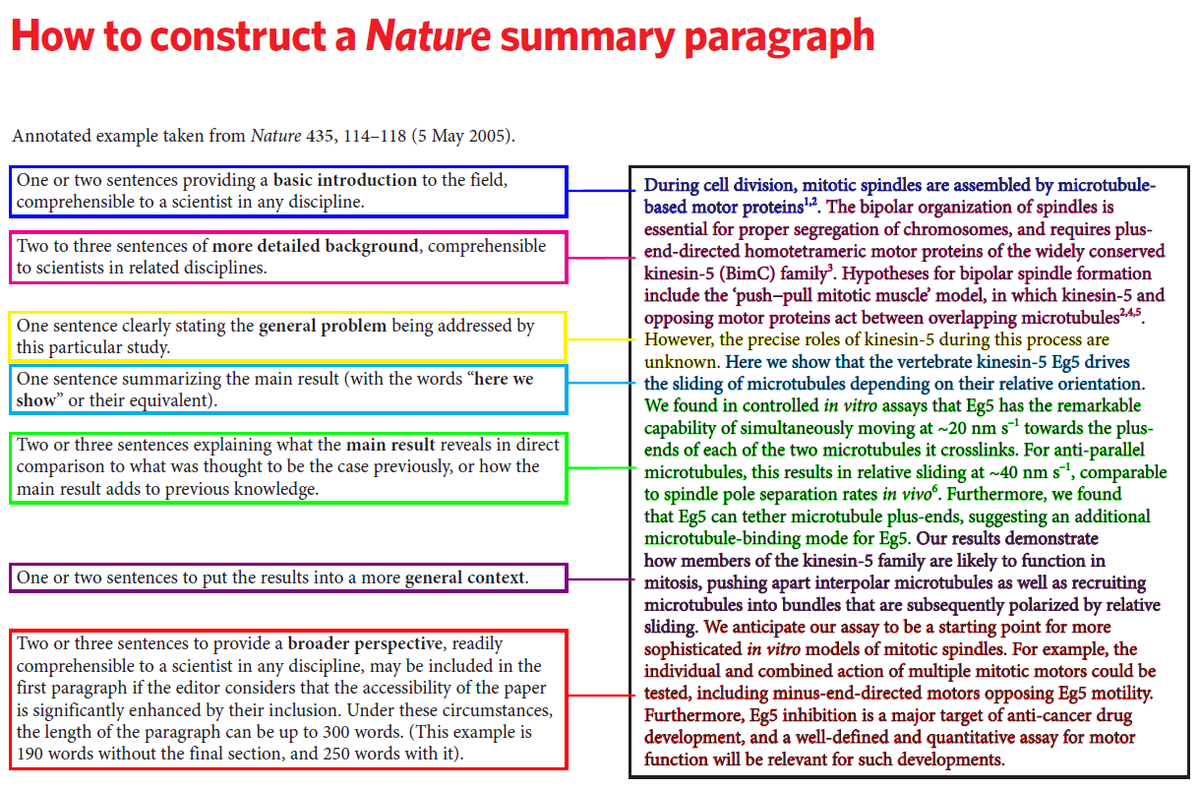 How to construct a Nature summary paragraph
Annotated example taken from Nature 435, 114–118 (5 May 2005).
One or two sentences providing a basic introduction to the field,
comprehensible to a scientist in any discipline.
Two to three sentences of more detailed background, comprehensible
to scientists in related disciplines.
One sentence clearly stating the general problem being addressed by
this particular study.
One sentence summarizing the main result (with the words “here we
show” or their equivalent).
Two or three sentences explaining what the main result reveals in direct
comparison to what was thought to be the case previously, or how the
main result adds to previous knowledge.
One or two sentences to put the results into a more general context.
Two or three sentences to provide a broader perspective, readily
comprehensible to a scientist in any discipline, may be included in the
first paragraph if the editor considers that the accessibility of the paper
is significantly enhanced by their inclusion. Under these circumstances,
the length of the paragraph can be up to 300 words. (This example is
190 words without the final section, and 250 words with it).
During cell division, mitotic spindles are assembled by microtubule-
based motor proteins¹,². The bipolar organization of spindles is
essential for proper segregation of chromosomes, and requires plus-
end-directed homotetrameric motor proteins of the widely conserved
kinesin-5 (BimC) family³. Hypotheses for bipolar spindle formation
include the ‘push–pull mitotic muscle’ model, in which kinesin-5 and
opposing motor proteins act between overlapping microtubules²,⁴,⁵.
However, the precise roles of kinesin-5 during this process are
unknown. Here we show that the vertebrate kinesin-5 Eg5 drives
the sliding of microtubules depending on their relative orientation.
We found in controlled in vitro assays that Eg5 has the remarkable
capability of simultaneously moving at ~20 nm s⁻¹ towards the plus-
ends of each of the two microtubules it crosslinks. For anti-parallel
microtubules, this results in relative sliding at ~40 nm s⁻¹, comparable
to spindle pole separation rates in vivo⁶. Furthermore, we found
that Eg5 can tether microtubule plus-ends, suggesting an additional
microtubule-binding mode for Eg5. Our results demonstrate
how members of the kinesin-5 family are likely to function in
mitosis, pushing apart interpolar microtubules as well as recruiting
microtubules into bundles that are subsequently polarized by relative
sliding. We anticipate our assay to be a starting point for more
sophisticated in vitro models of mitotic spindles. For example, the
individual and combined action of multiple mitotic motors could be
tested, including minus-end-directed motors opposing Eg5 motility.
Furthermore, Eg5 inhibition is a major target of anti-cancer drug
development, and a well-defined and quantitative assay for motor
function will be relevant for such developments.